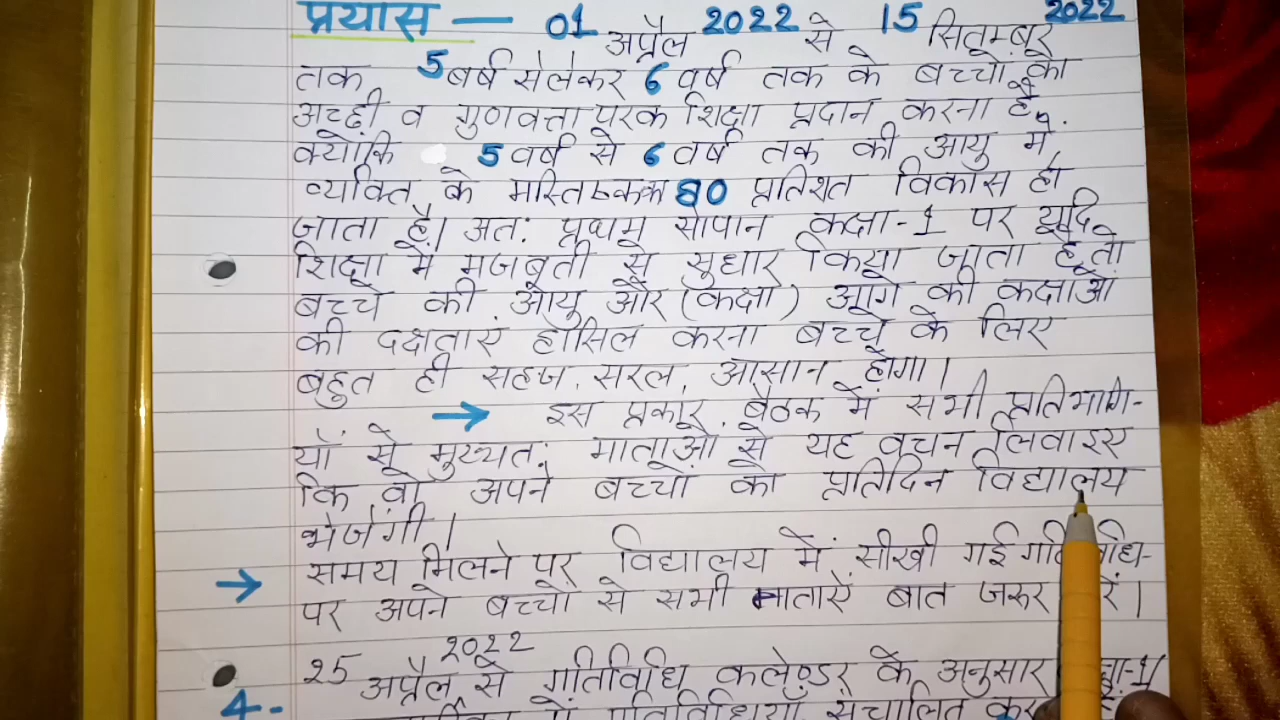 प्रयास — 01 अप्रैल 2022 से 15 सितम्बर 2022
तक 5 बर्ष से लेकर 6 वर्ष तक के बच्चों को
अच्छी व गुणवत्ता परक शिक्षा प्रदान करना है,
क्योंकि 5 वर्ष से 6 वर्ष तक की आयु में
व्यक्ति के मस्तिष्कका 80 प्रतिशत विकास हो
जाता है। अत: प्रथम सोपान कक्षा-1 पर यदि
शिक्षा में मजबूती से सुधार किया जाता है तो
बच्चे की आयु और (कक्षा) आगे की कक्षाओं
की दक्षताएं हासिल करना बच्चे के लिए
बहुत ही सहज, सरल, आसान होगा।
→ इस प्रकार बैठक में सभी प्रतिभागि-
यों से मुख्यत: माताओं से यह वचन लिवाइए
कि वो अपने बच्चों को प्रतिदिन विद्यालय
भेजेंगी।
→ समय मिलने पर विद्यालय में सीखी गई
पर अपने बच्चों से सभी माताऐं बात जरूर
4- 25 अप्रैल 2022 से गतिविधि कलेण्डर के अनुसार
गतिविधियाँ संचालित